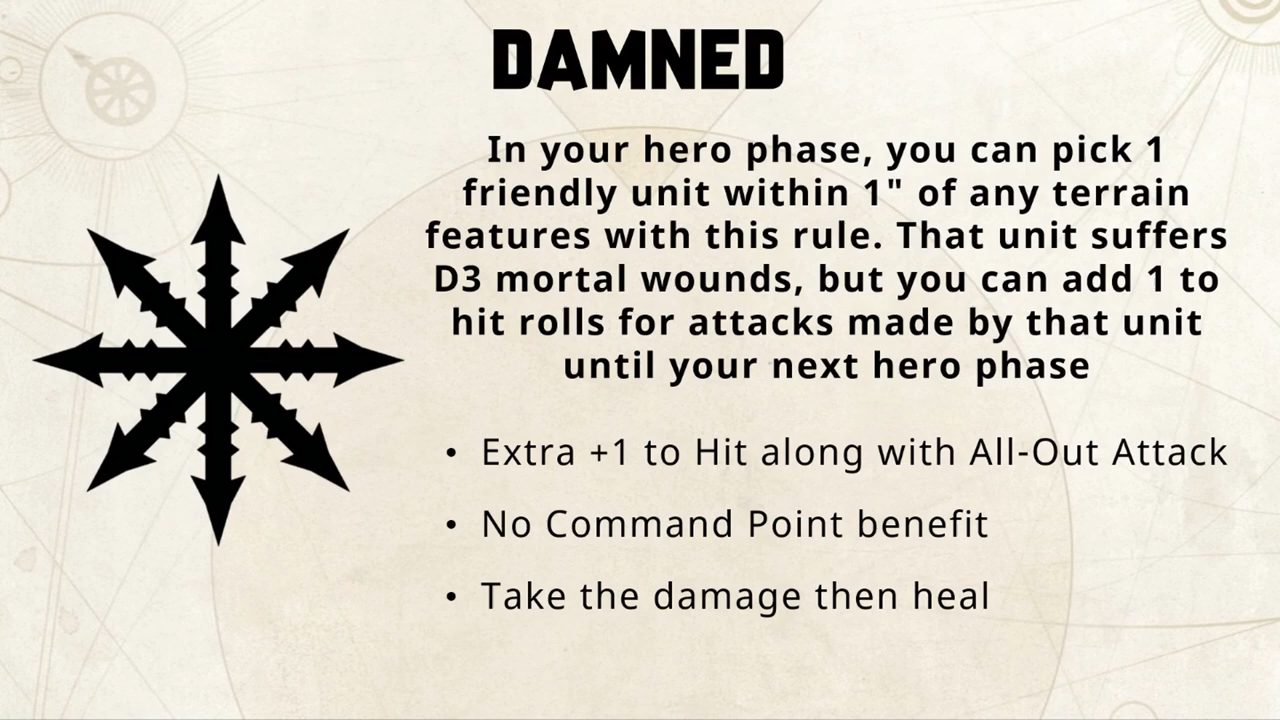 DAMNED
In your hero phase, you can pick 1
friendly unit within 1" of any terrain
features with this rule. That unit suffers
D3 mortal wounds, but you can add 1 to
hit rolls for attacks made by that unit
until your next hero phase
• Extra +1 to Hit along with All-Out Attack
• No Command Point benefit
• Take the damage then heal